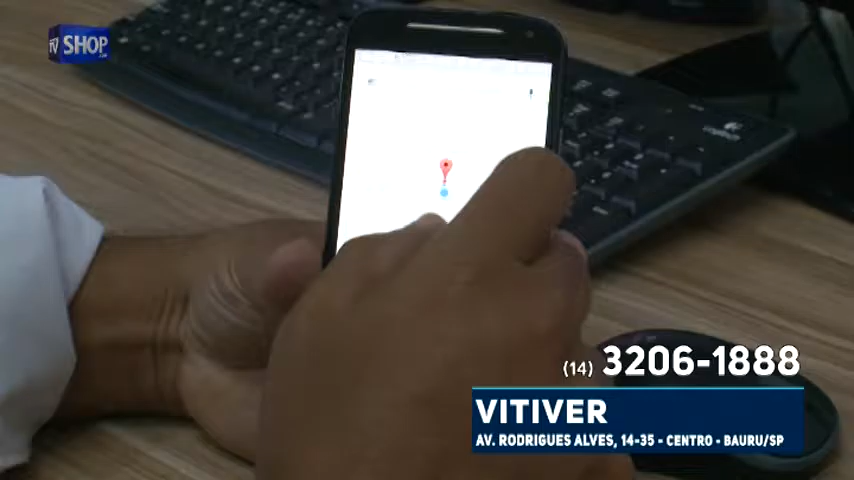 TV SHOP
(14) 3206-1888
VITIVER
AV. RODRIGUES ALVES, 14-35 - CENTRO - BAURU/SP